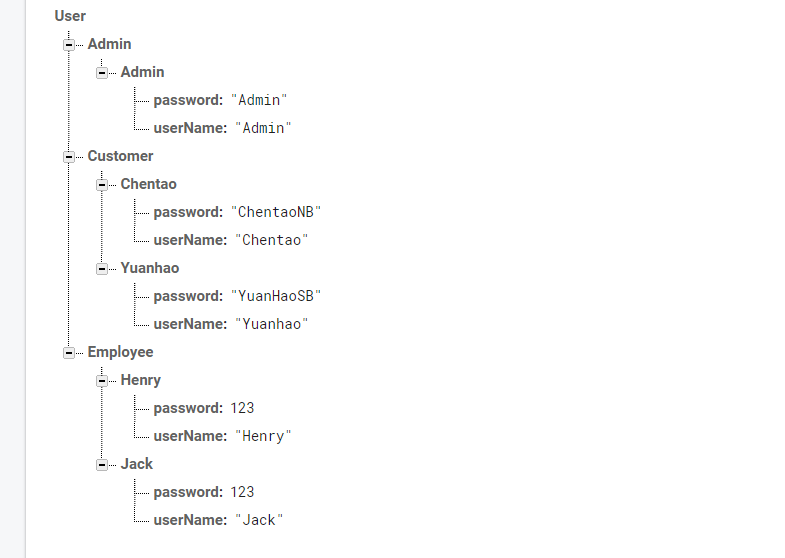 User
Admin
Admin
password: "Admin"
userName: "Admin"
Customer
Chentao
password: "ChentaoNB"
userName: "Chentao"
Yuanhao
password: "YuanHaoSB"
userName: "Yuanhao"
Employee
Henry
password: 123
userName: "Henry"
Jack
password: 123
userName: "Jack"